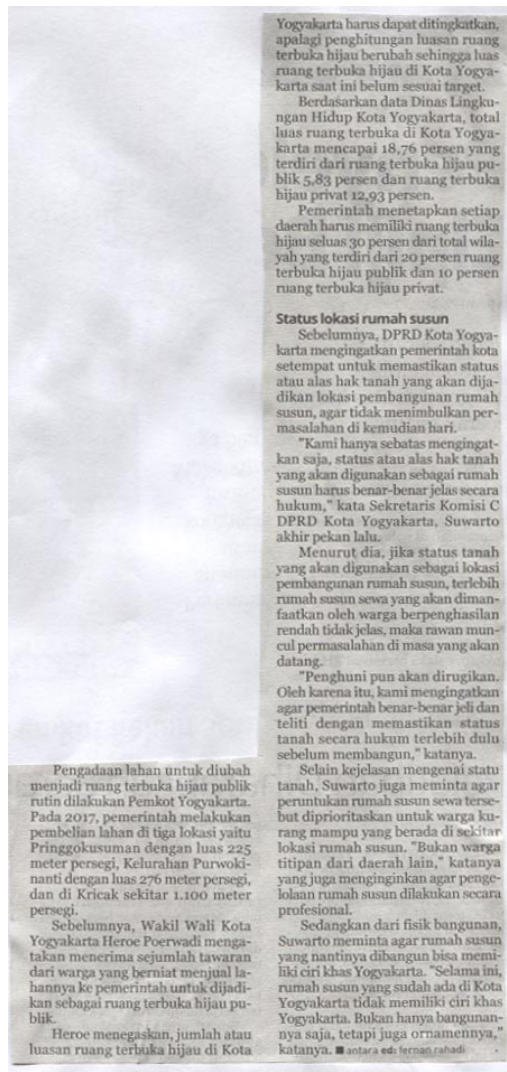 Pengadaan lahan untuk diubah
menjadi ruang terbuka hijau publik
rutin dilakukan Pemkot Yogyakarta.
Pada 2017, pemerintah melakukan
pembelian lahan di tiga lokasi yaitu
Pringgokusuman dengan luas 225
meter persegi, Kelurahan Purwoki-
nanti dengan luas 276 meter persegi,
dan di Kricak sekitar 1.100 meter
persegi.
Sebelumnya, Wakil Wali Kota
Yogyakarta Heroe Poerwadi menga-
takan menerima sejumlah tawaran
dari warga yang berniat menjual la-
hannya ke pemerintah untuk dijadi-
kan sebagai ruang terbuka hijau pu-
blik.
Heroe menegaskan, jumlah atau
luasan ruang terbuka hijau di Kota
Yogyakarta harus dapat ditingkatkan,
apalagi penghitungan luasan ruang
terbuka hijau berubah sehingga luas
ruang terbuka hijau di Kota Yogya-
karta saat ini belum sesuai target.
Berdasarkan data Dinas Lingku-
ngan Hidup Kota Yogyakarta, total
luas ruang terbuka di Kota Yogya-
karta mencapai 18,76 persen yang
terdiri dari ruang terbuka hijau pu-
blik 5,83 persen dan ruang terbuka
hijau privat 12,93 persen.
Pemerintah menetapkan setiap
daerah harus memiliki ruang terbuka
hijau seluas 30 persen dari total wila-
yah yang terdiri dari 20 persen ruang
terbuka hijau publik dan 10 persen
ruang terbuka hijau privat.
Status lokasi rumah susun
Sebelumnya, DPRD Kota Yogya-
karta mengingatkan pemerintah kota
setempat untuk memastikan status
atau alas hak tanah yang akan dija-
dikan lokasi pembangunan rumah
susun, agar tidak menimbulkan per-
masalahan di kemudian hari.
"Kami hanya sebatas mengingat-
kan saja, status atau alas hak tanah
yang akan digunakan sebagai rumah
susun harus benar-benar jelas secara
hukum," kata Sekretaris Komisi C
DPRD Kota Yogyakarta, Suwarto
akhir pekan lalu.
Menurut dia, jika status tanah
yang akan digunakan sebagai lokasi
pembangunan rumah susun, terlebih
rumah susun sewa yang akan diman-
faatkan oleh warga berpenghasilan
rendah tidak jelas, maka rawan mun-
cul permasalahan di masa yang akan
datang.
"Penghuni pun akan dirugikan.
Oleh karena itu, kami mengingatkan
agar pemerintah benar-benar jeli dan
teliti dengan memastikan status
tanah secara hukum terlebih dulu
sebelum membangun," katanya.
Selain kejelasan mengenai statu
tanah, Suwarto juga meminta agar
peruntukan rumah susun sewa terse-
but diprioritaskan untuk warga ku-
rang mampu yang berada di sekitar
lokasi rumah susun. "Bukan warga
titipan dari daerah lain," katanya
yang juga menginginkan agar penge-
lolaan rumah susun dilakukan secara
profesional.
Sedangkan dari fisik bangunan,
Suwarto meminta agar rumah susun
yang nantinya dibangun bisa memi-
liki ciri khas Yogyakarta. "Selama ini,
rumah susun yang sudah ada di Kota
Yogyakarta tidak memiliki ciri khas
Yogyakarta. Bukan hanya bangunan-
nya saja, tetapi juga ornamennya,"
katanya. ■ antara ed: fernan rahadi